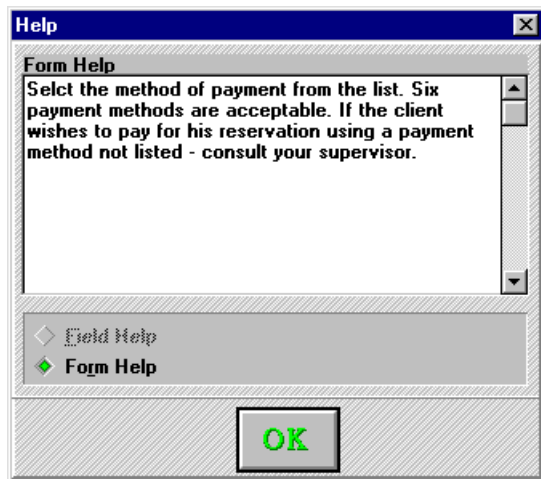 Help
Form Help
Selct the method of payment from the list. Six
payment methods are acceptable. If the client
wishes to pay for his reservation using a payment
method not listed - consult your supervisor.
Field Help
Form Help
OK